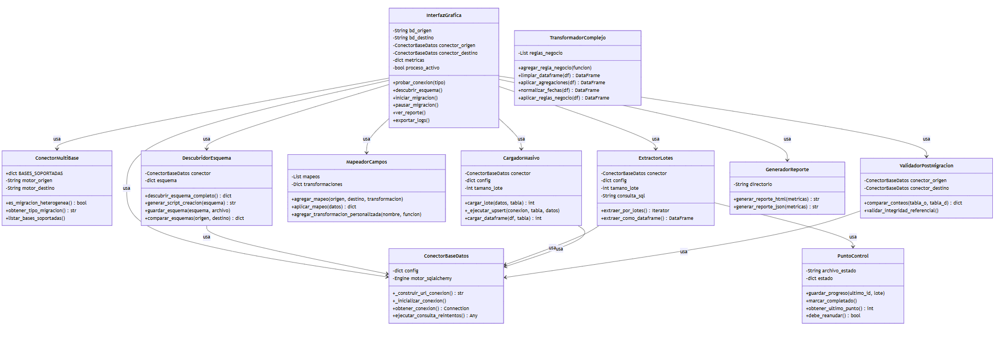 InterfazGrafica
-String bd_origen
-String bd_destino
-ConectorBaseDatos conector_origen
-ConectorBaseDatos conector_destino
-dict metricas
-bool proceso_activo
+probar_conexion(tipo)
+descubrir_esquema()
+iniciar_migracion()
+pausar_migracion()
+ver_reporte()
+exportar_logs()
TransformadorComplejo
-List reglas_negocio
+agregar_regla_negocio(funcion)
+limpiar_dataframe(df) : DataFrame
+aplicar_agregaciones(df) : DataFrame
+normalizar_fechas(df) : DataFrame
+aplicar_reglas_negocio(df) : DataFrame
usa
usa
usa
usa
usa
usa
usa
ConectorMultiBase
+dict BASES_SOPORTADAS
-String motor_origen
-String motor_destino
+es_migracion_heterogenea() : bool
+obtener_tipo_migracion() : str
+listar_bases_soportadas()
usa
DescubridorEsquema
-ConectorBaseDatos conector
-dict esquema
+descubrir_esquema_completo() : dict
+generar_script_creacion(esquema) : str
+guardar_esquema(esquema, archivo)
+comparar_esquemas(origen, destino) : dict
MapeadorCampos
-List mapeos
-Dict transformaciones
+agregar_mapeo(origen, destino, transformacion)
+aplicar_mapeo(datos) : dict
+agregar_transformacion_personalizada(nombre, funcion)
CargadorMasivo
-ConectorBaseDatos conector
-dict config
-int tamano_lote
+cargar_lote(datos, tabla) : int
+_ejecutar_upsert(conexion, tabla, datos)
+cargar_dataframe(df, tabla) : int
ExtractorLotes
-ConectorBaseDatos conector
-dict config
-int tamano_lote
-String consulta_sql
+extraer_por_lotes() : Iterator
+extraer_como_dataframe() : DataFrame
GeneradorReporte
-String directorio
+generar_reporte_html(metricas) : str
+generar_reporte_json(metricas) : str
ValidadorPostMigracion
-ConectorBaseDatos conector_origen
-ConectorBaseDatos conector_destino
+comparar_conteos(tabla_o, tabla_d) : dict
+validar_integridad_referencial()
usa
usa
usa
usa
usa
ConectorBaseDatos
-dict config
-Engine motor_sqlalchemy
+_construir_url_conexion() : str
+_inicializar_conexion()
+obtener_conexion() : Connection
+ejecutar_consulta_reintentos() : Any
PuntoControl
-String archivo_estado
-dict estado
+guardar_progreso(ultimo_id, lote)
+marcar_completado()
+obtener_ultimo_punto() : int
+debe_reanudar() : bool